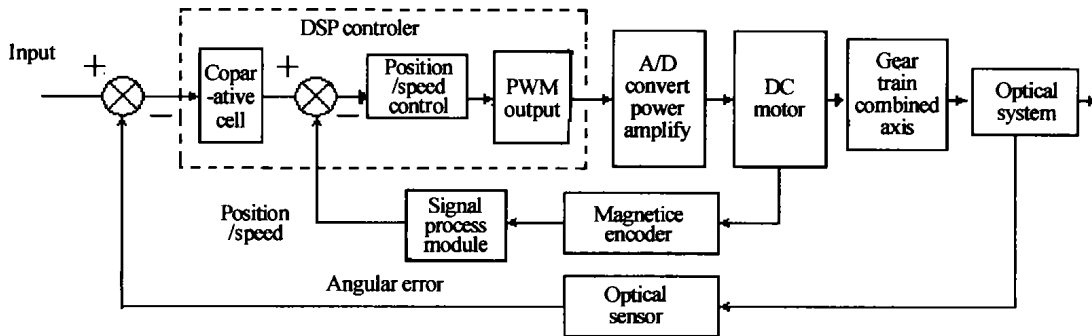 DSP controler
Input
+
−
Copar
-ative
cell
+
−
Position
/speed
control
PWM
output
A/D
convert
power
amplify
DC
motor
Gear
train
combined
axis
Optical
system
Position
/speed
Signal
process
module
Magnetice
encoder
Angular error
Optical
sensor